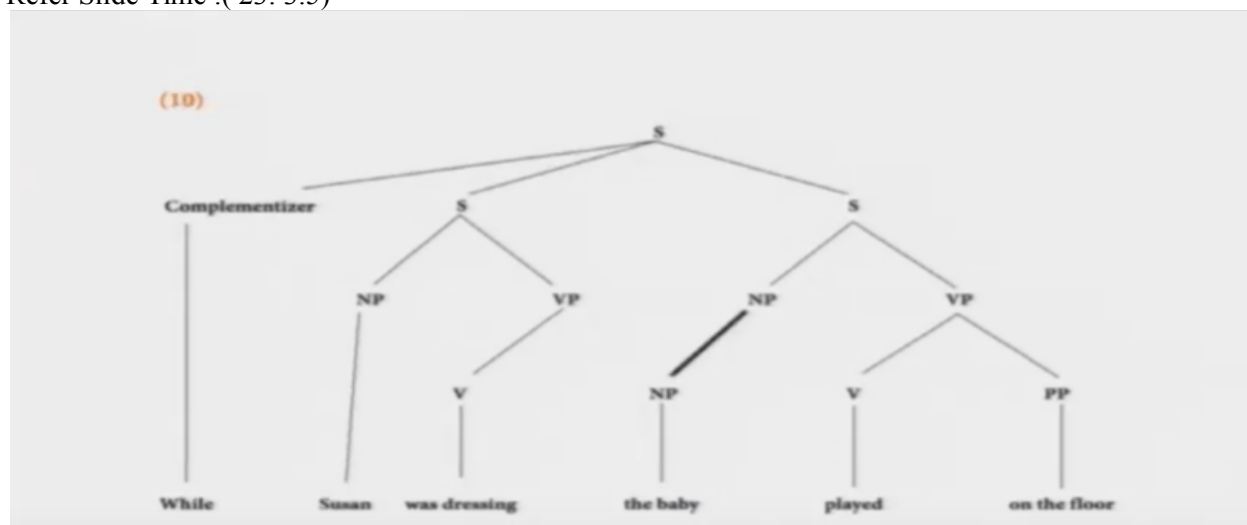 Refer Slide Time :( 23: 3.5)
(10)
S
Complementizer S S
NP VP NP VP
V NP V PP
While Susan was dressing the baby played on the floor